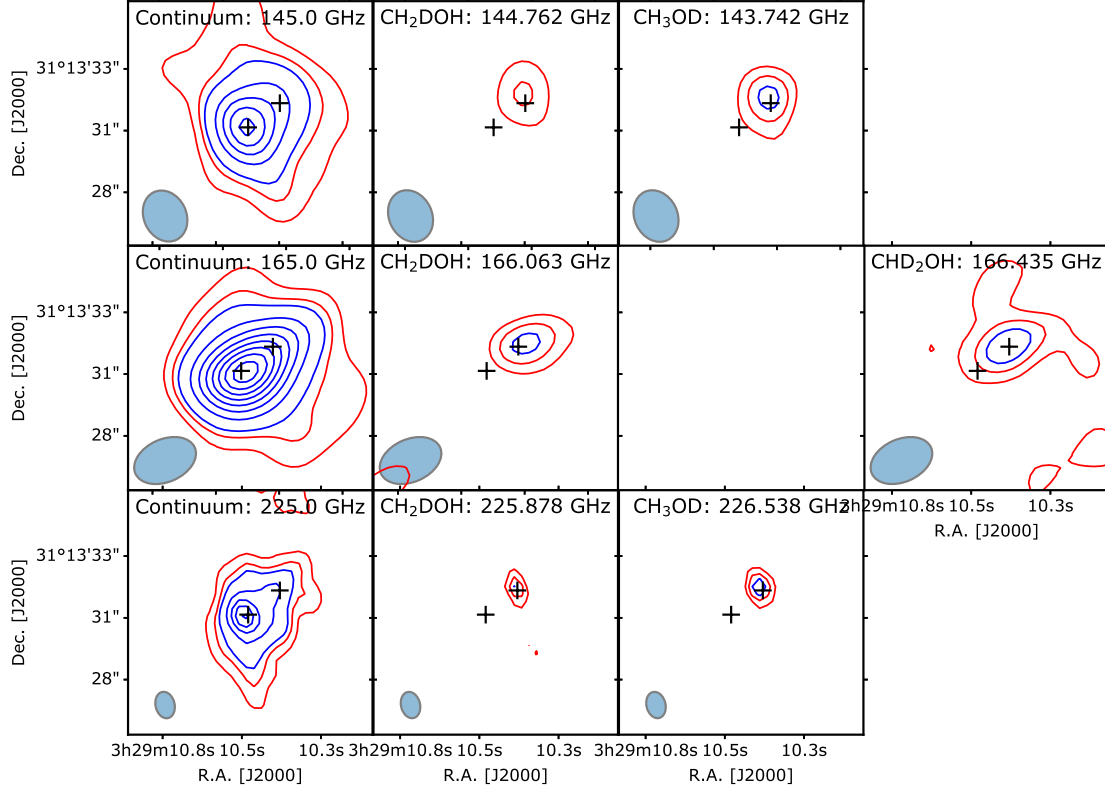 Continuum: 145.0 GHz
CH₂DOH: 144.762 GHz
CH₃OD: 143.742 GHz
31°13'33"
31"
28"
Dec. [J2000]
Continuum: 165.0 GHz
CH₂DOH: 166.063 GHz
CHD₂OH: 166.435 GHz
31°13'33"
31"
28"
Dec. [J2000]
3h29m10.8s 10.5s 10.3s
R.A. [J2000]
Continuum: 225.0 GHz
CH₂DOH: 225.878 GHz
CH₃OD: 226.538 GHz
31°13'33"
31"
28"
Dec. [J2000]
3h29m10.8s 10.5s 10.3s
3h29m10.8s 10.5s 10.3s
3h29m10.8s 10.5s 10.3s
R.A. [J2000]
R.A. [J2000]
R.A. [J2000]